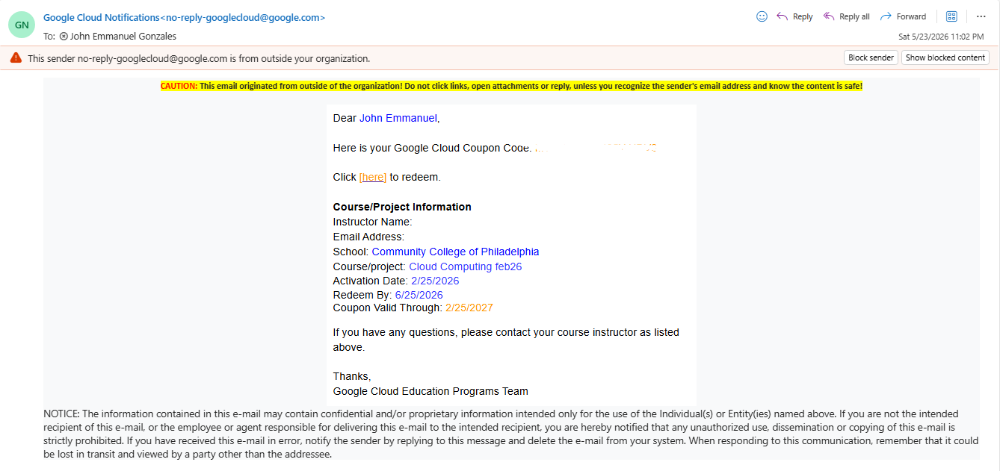 GN
Google Cloud Notifications<no-reply-googlecloud@google.com>
Reply
Reply all
Forward
To: John Emmanuel Gonzales
Sat 5/23/2026 11:02 PM
This sender no-reply-googlecloud@google.com is from outside your organization.
Block sender
Show blocked content
CAUTION: This email originated from outside of the organization! Do not click links, open attachments or reply, unless you recognize the sender's email address and know the content is safe!
Dear John Emmanuel,
Here is your Google Cloud Coupon Code.
Click [here] to redeem.
Course/Project Information
Instructor Name:
Email Address:
School: Community College of Philadelphia
Course/project: Cloud Computing feb26
Activation Date: 2/25/2026
Redeem By: 6/25/2026
Coupon Valid Through: 2/25/2027
If you have any questions, please contact your course instructor as listed
above.
Thanks,
Google Cloud Education Programs Team
NOTICE: The information contained in this e-mail may contain confidential and/or proprietary information intended only for the use of the Individual(s) or Entity(ies) named above. If you are not the intended
recipient of this e-mail, or the employee or agent responsible for delivering this e-mail to the intended recipient, you are hereby notified that any unauthorized use, dissemination or copying of this e-mail is
strictly prohibited. If you have received this e-mail in error, notify the sender by replying to this message and delete the e-mail from your system. When responding to this communication, remember that it could
be lost in transit and viewed by a party other than the addressee.